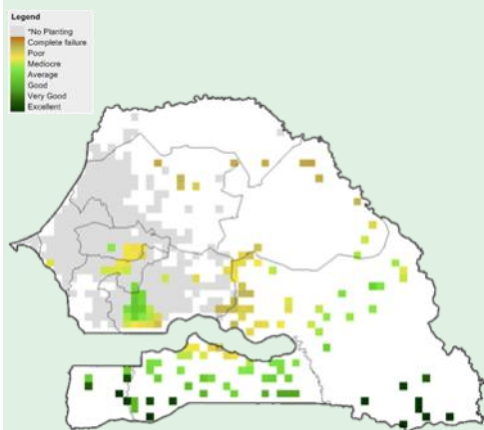 Legend
*No Planting
Complete failure
Poor
Mediocre
Average
Good
Very Good
Excellent